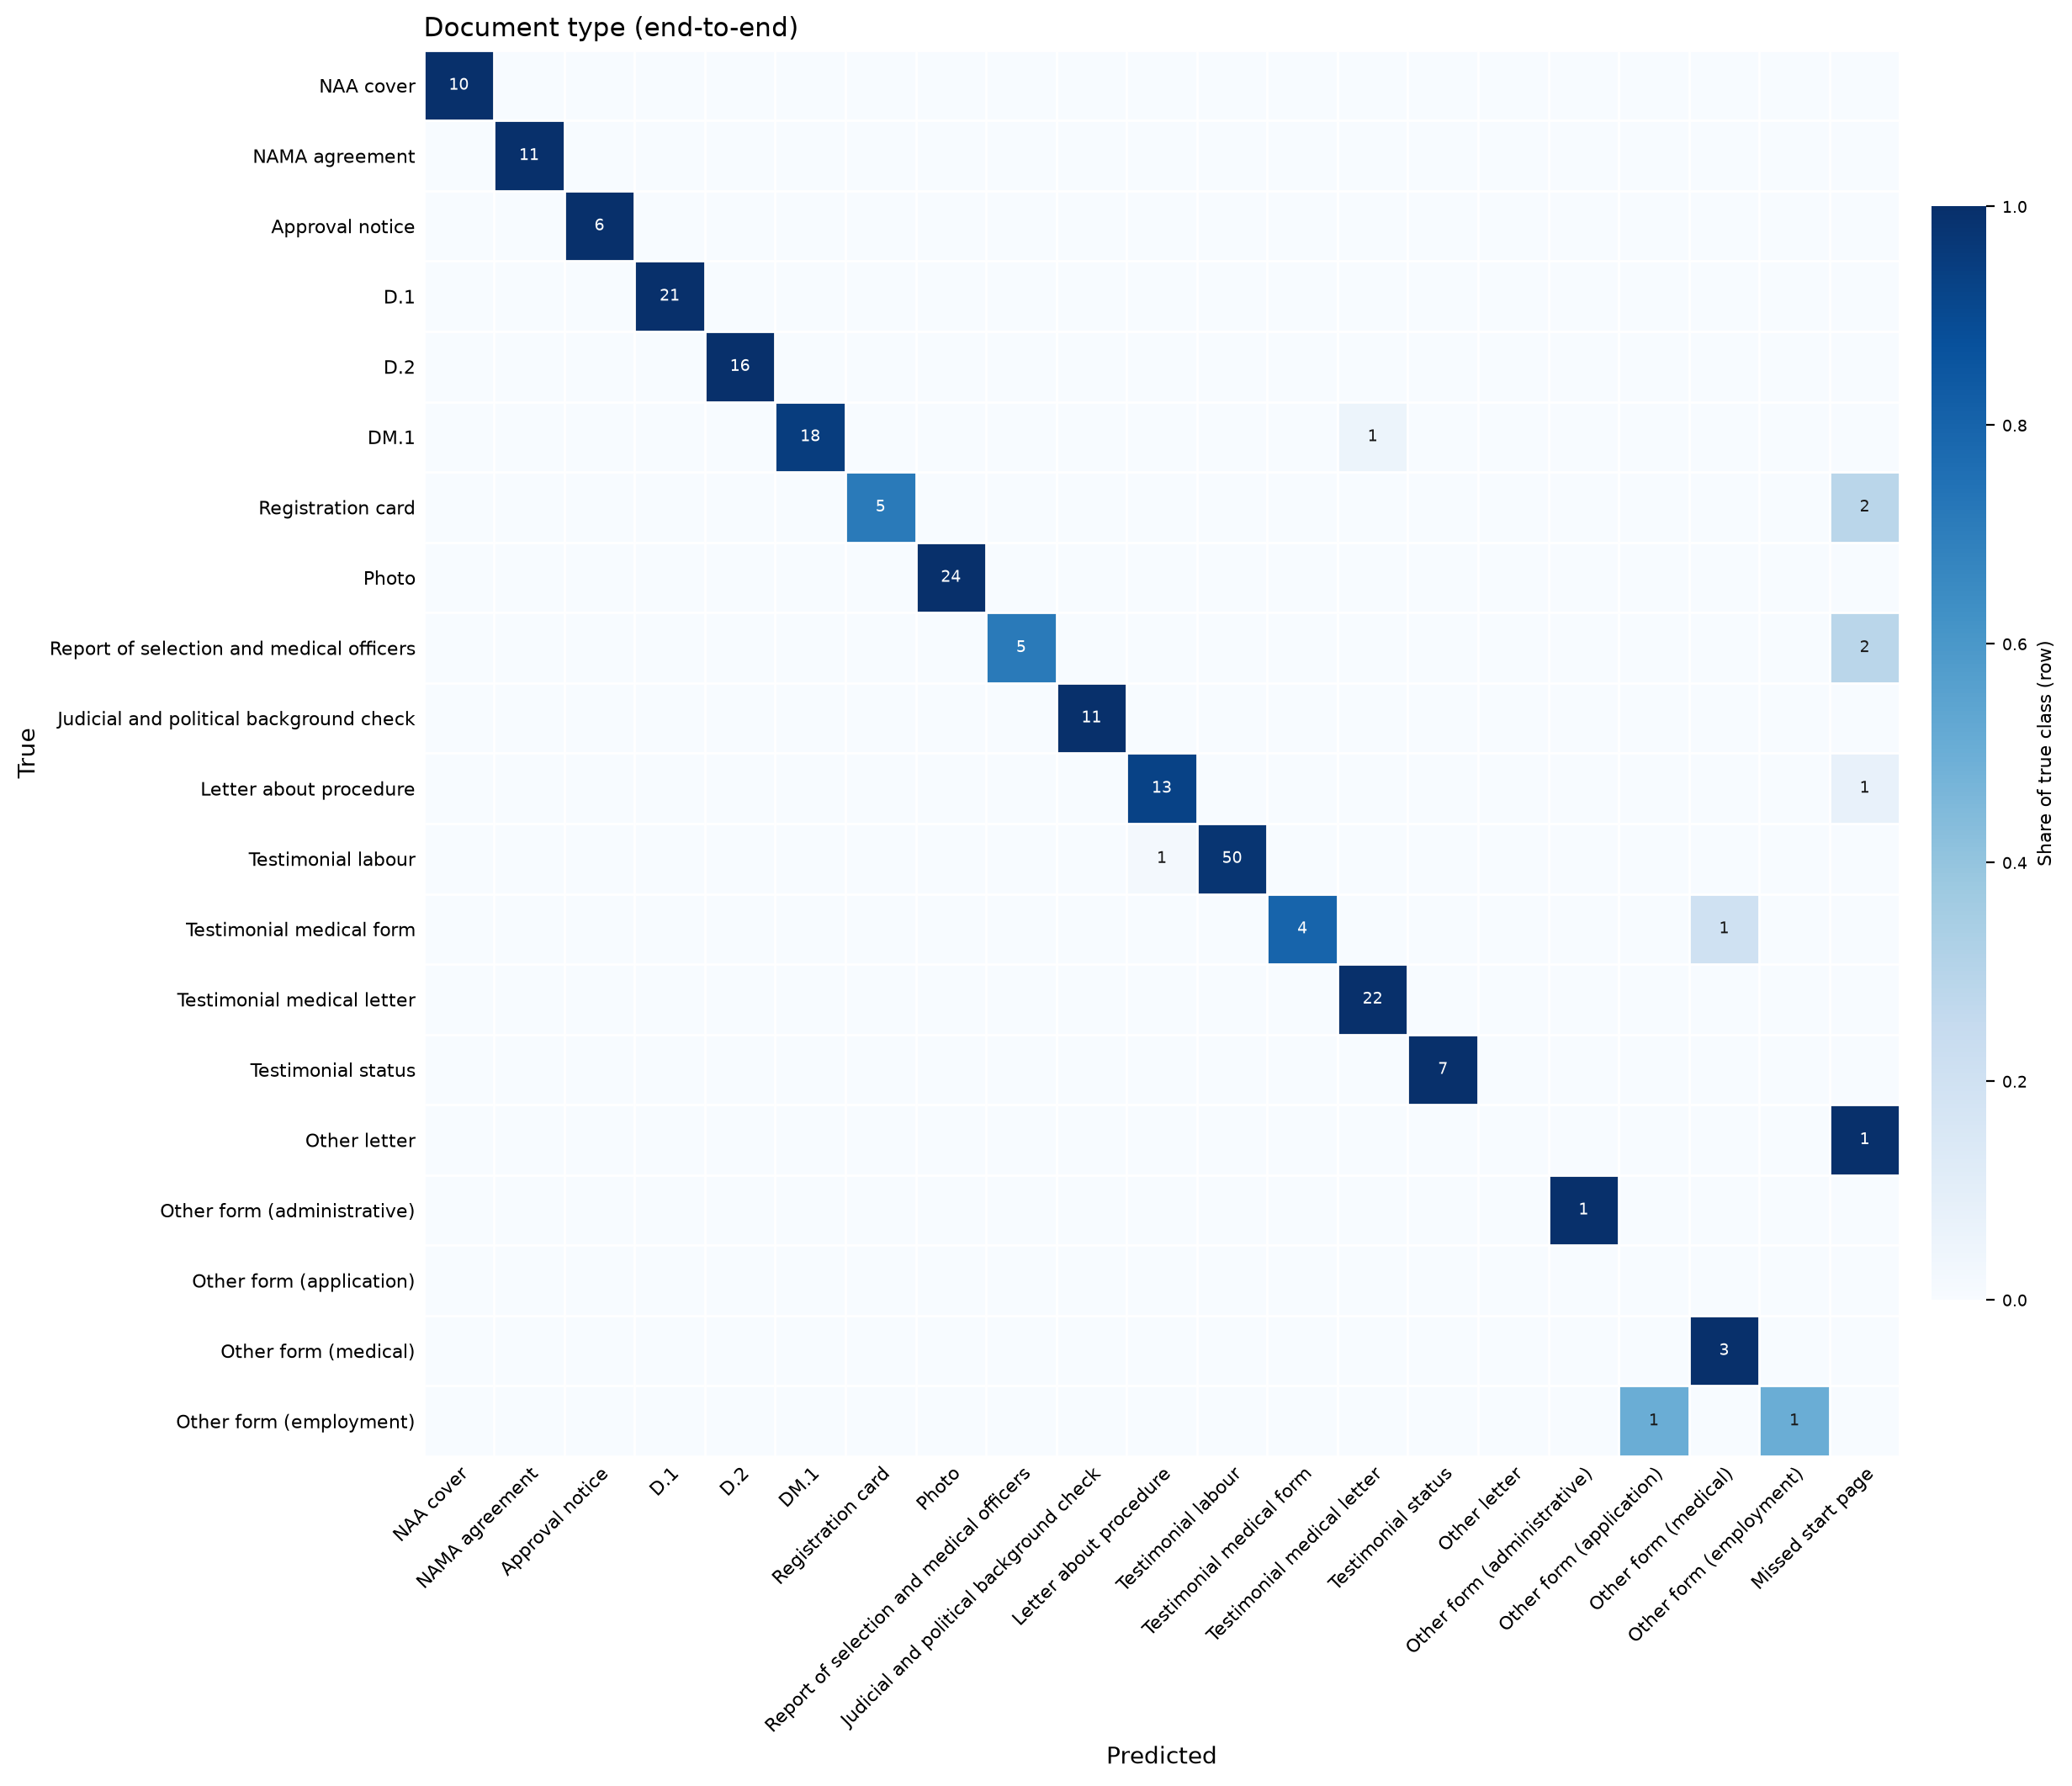 Document type (end-to-end)
NAA cover 10
NAMA agreement 11
Approval notice 6
D.1 21
D.2 16
DM.1 18 1
Registration card 5 2
Photo 24
Report of selection and medical officers 5 2
Judicial and political background check 11
Letter about procedure 13 1
Testimonial labour 1 50
Testimonial medical form 4 1
Testimonial medical letter 22
Testimonial status 7
Other letter 1
Other form (administrative) 1
Other form (application)
Other form (medical) 3
Other form (employment) 1 1
True
NAA cover
NAMA agreement
Approval notice
D.1
D.2
DM.1
Registration card
Photo
Report of selection and medical officers
Judicial and political background check
Letter about procedure
Testimonial labour
Testimonial medical form
Testimonial medical letter
Testimonial status
Other letter
Other form (administrative)
Other form (application)
Other form (medical)
Other form (employment)
Missed start page
Predicted
1.0
0.8
0.6
0.4
0.2
0.0
Share of true class (row)